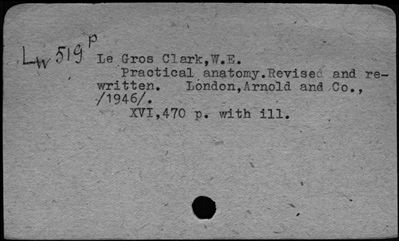 Lw 519 p
Le Gros Clark,W.E.
Practical anatomy.Revised and re-
written. London,Arnold and Co.,
/1946/.
XVI,470 p. with ill.